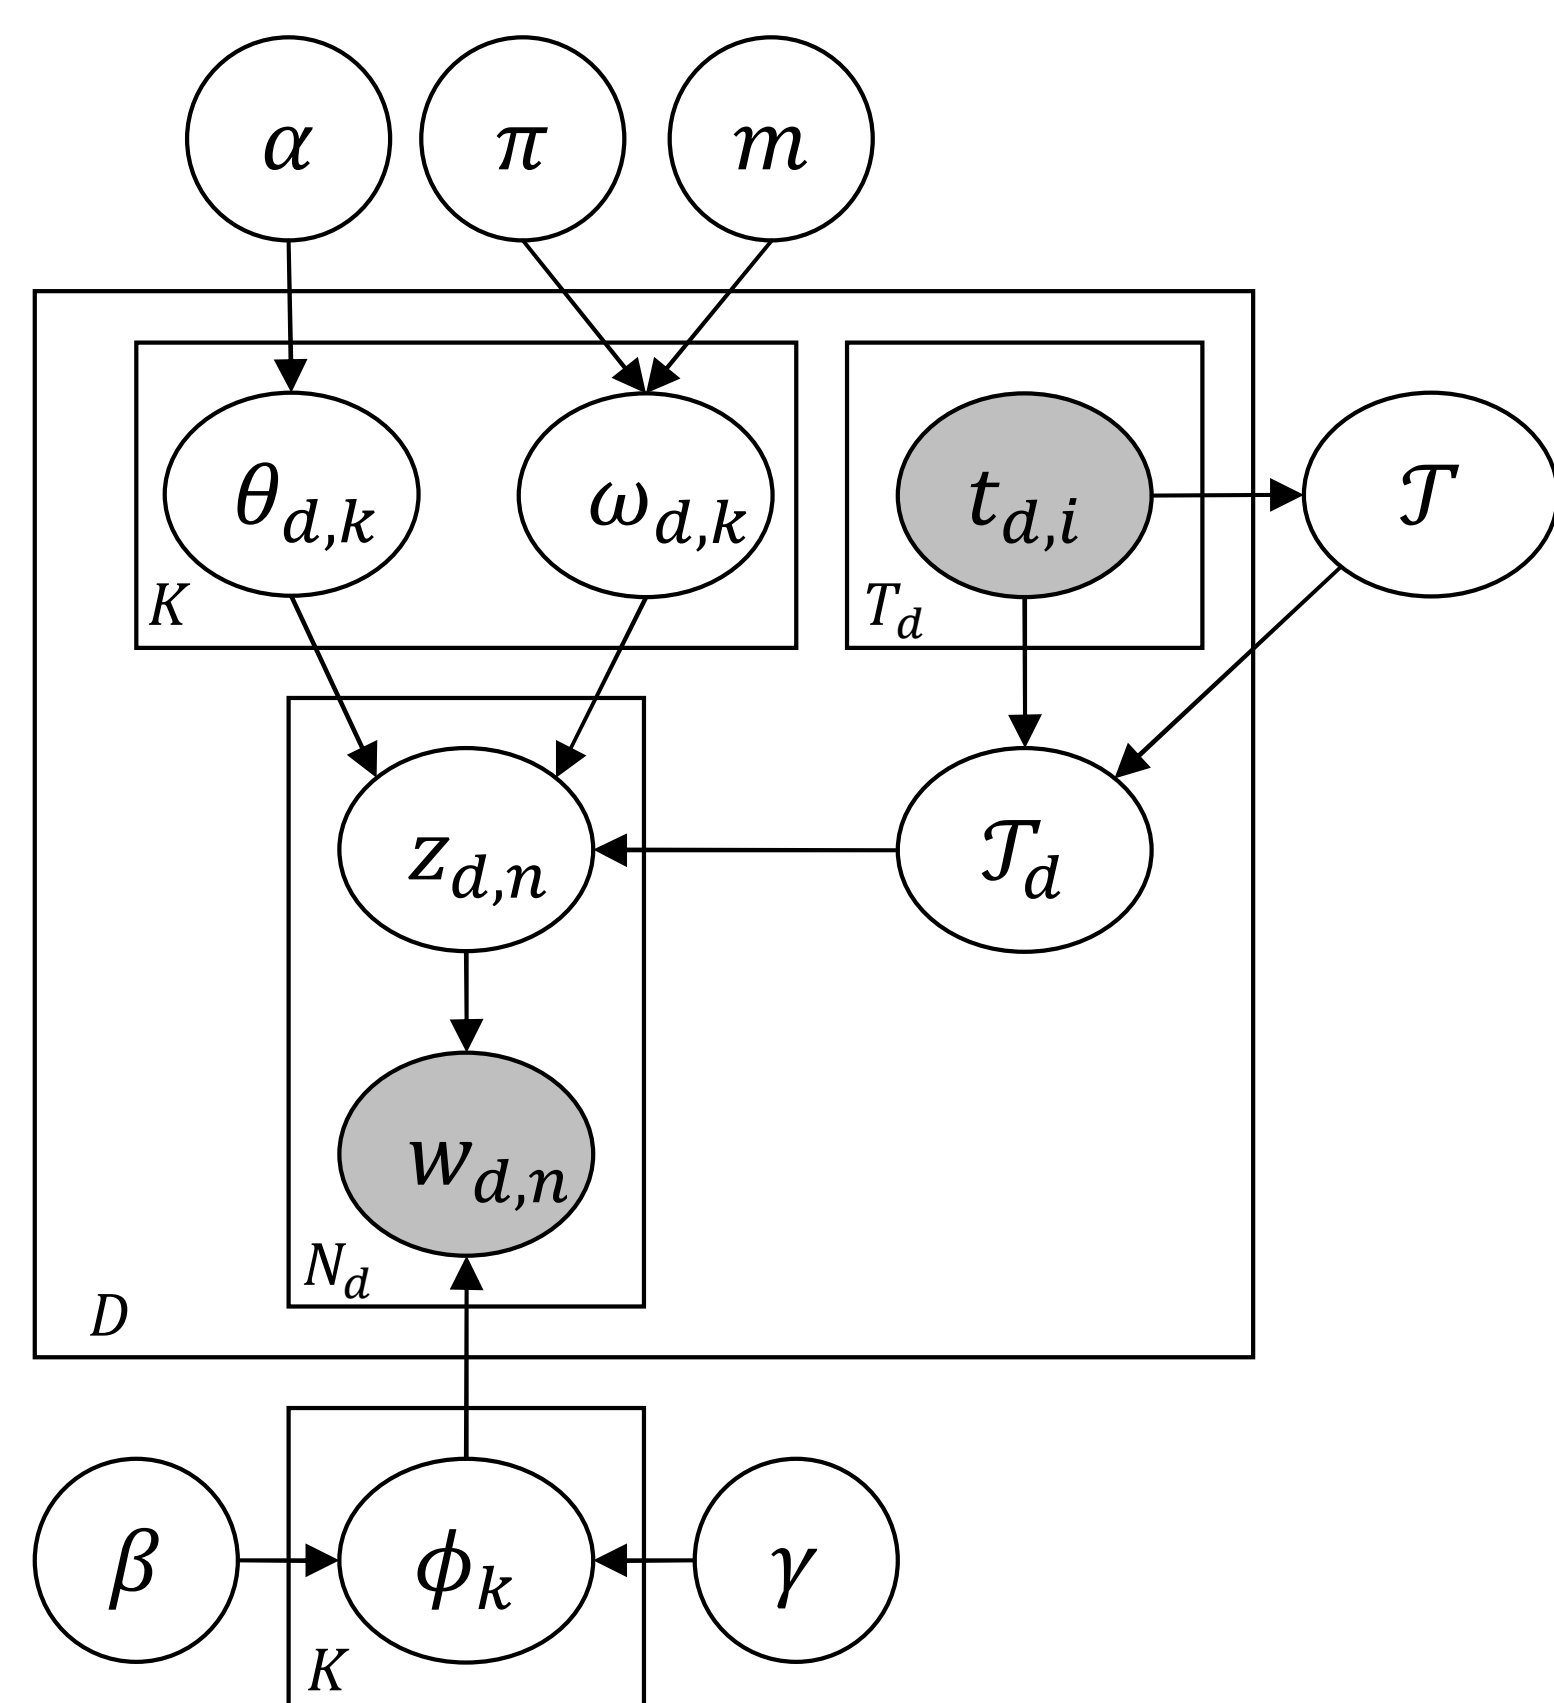 α π m
θ_{d,k} ω_{d,k} t_{d,i} 𝒯
K T_d
z_{d,n} 𝒯_d
w_{d,n}
N_d
D
β ϕ_k γ
K